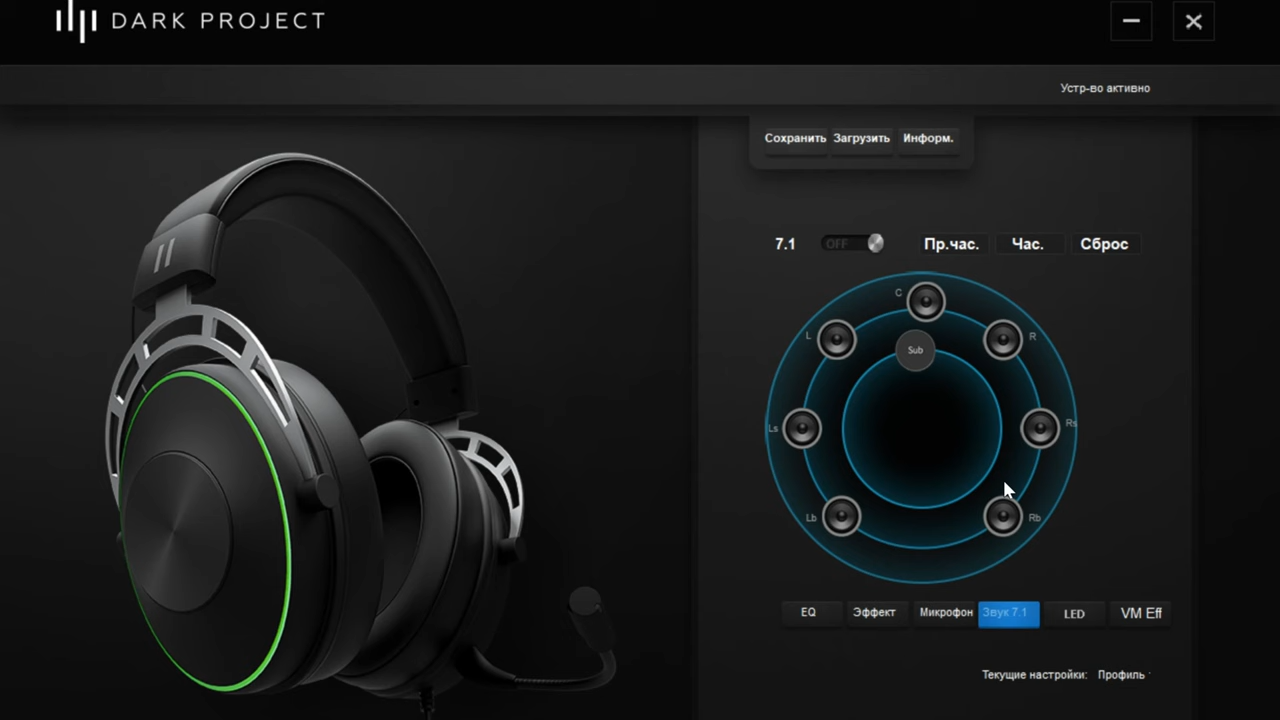 DARK PROJECT
Устр-во активно
Сохранить Загрузить Информ.
7.1 OFF Пр.час. Час. Сброс
C
L R
Sub
Ls Rs
Lb Rb
EQ Эффект Микрофон Звук 7.1 LED VM Eff
Текущие настройки: Профиль